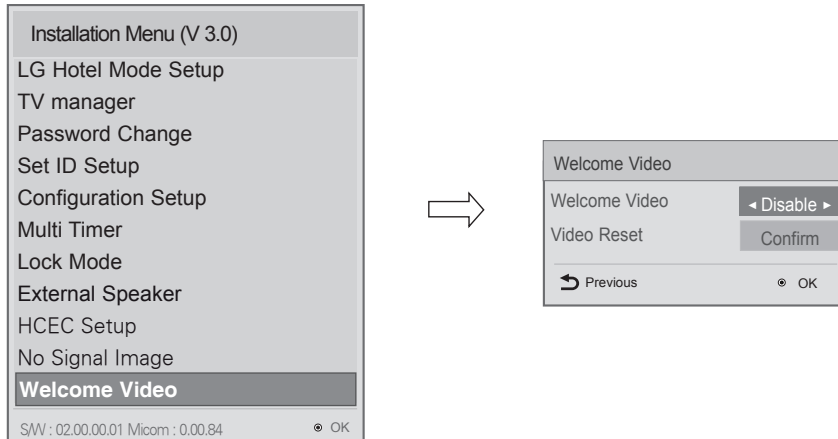 Installation Menu (V 3.0)
LG Hotel Mode Setup
TV manager
Password Change
Set ID Setup
Configuration Setup
Multi Timer
Lock Mode
External Speaker
HCEC Setup
No Signal Image
Welcome Video
S/W : 02.00.00.01 Micom : 0.00.84 ◉ OK
Welcome Video
Welcome Video ◄ Disable ►
Video Reset Confirm
Previous ◉ OK